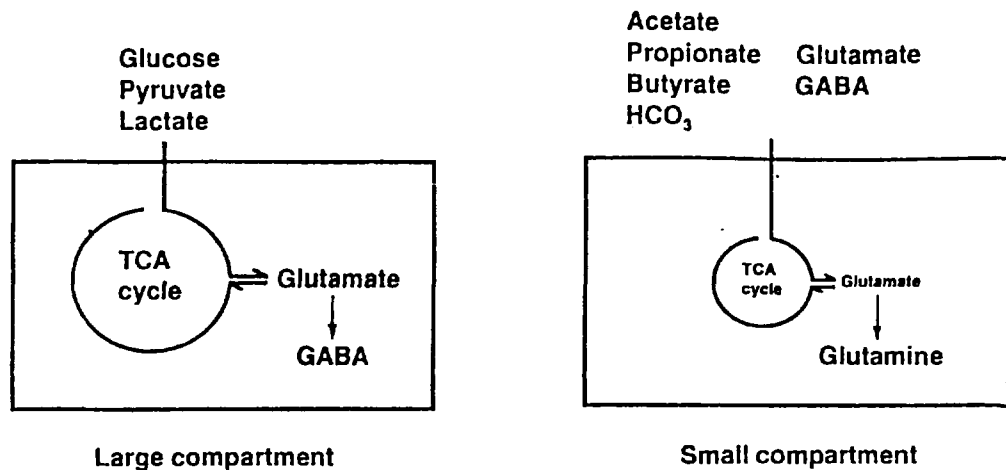 Glucose
Pyruvate
Lactate
TCA
cycle
Glutamate
GABA
Large compartment
Acetate
Propionate Glutamate
Butyrate GABA
HCO₃
TCA
cycle
Glutamate
Glutamine
Small compartment